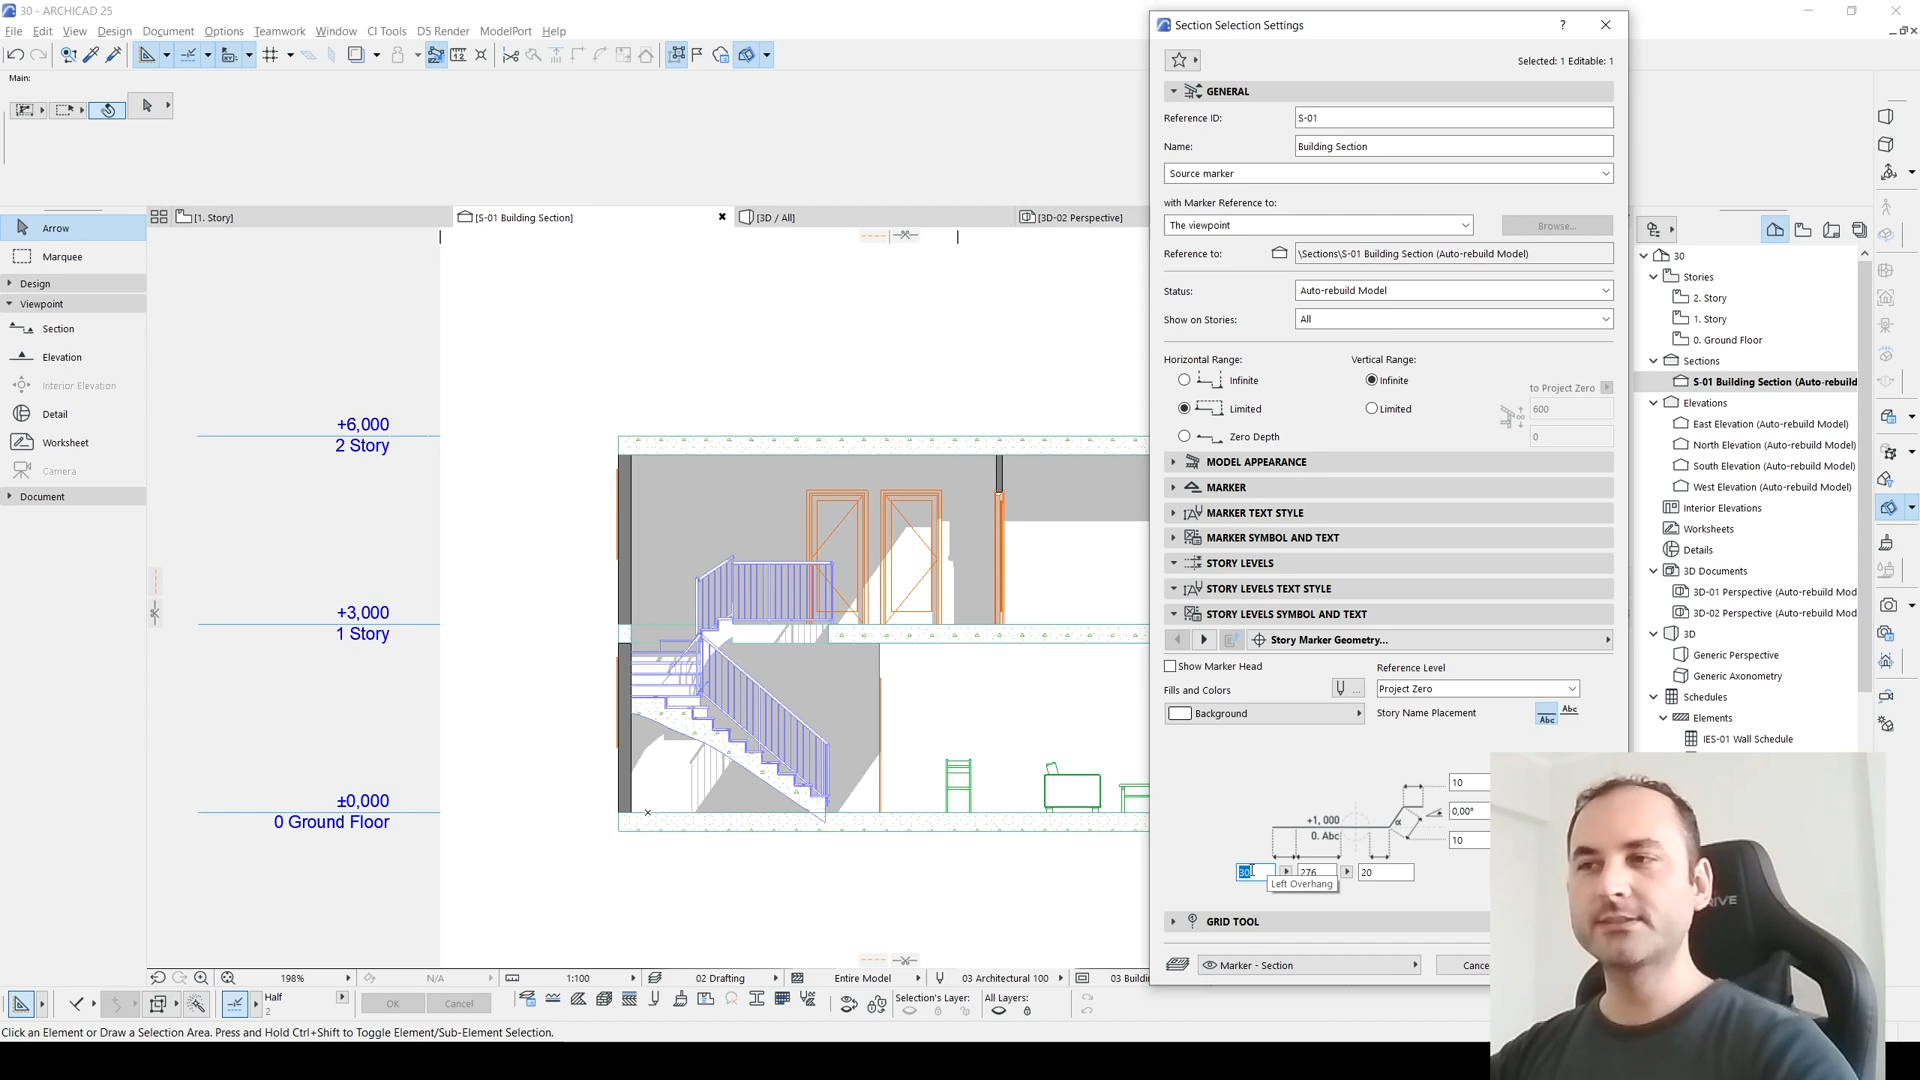 30 - ARCHICAD 25
File Edit View Design Document Options Teamwork Window CI Tools D5 Render ModelPort Help
Main:
[1. Story]
[S-01 Building Section]
[3D / All]
[3D-02 Perspective]
Arrow
Marquee
Design
Viewpoint
Section
Elevation
Interior Elevation
Detail
Worksheet
Camera
Document
+6,000
2 Story
+3,000
1 Story
±0,000
0 Ground Floor
Section Selection Settings
?
Selected: 1 Editable: 1
GENERAL
Reference ID: S-01
Name: Building Section
Source marker
with Marker Reference to:
The viewpoint
Browse...
Reference to: \Sections\S-01 Building Section (Auto-rebuild Model)
Status: Auto-rebuild Model
Show on Stories: All
Horizontal Range: Vertical Range:
Infinite
Infinite
to Project Zero
Limited
Limited
600
Zero Depth
0
MODEL APPEARANCE
MARKER
MARKER TEXT STYLE
MARKER SYMBOL AND TEXT
STORY LEVELS
STORY LEVELS TEXT STYLE
STORY LEVELS SYMBOL AND TEXT
Story Marker Geometry...
Show Marker Head
Reference Level
Fills and Colors
Project Zero
Background
Story Name Placement
Abc
Abc
10
+1, 000
0. Abc
α
0,00°
10
30
276
20
Left Overhang
GRID TOOL
Marker - Section
Cance
30
Stories
2. Story
1. Story
0. Ground Floor
Sections
S-01 Building Section (Auto-rebuild
Elevations
East Elevation (Auto-rebuild Model)
North Elevation (Auto-rebuild Model)
South Elevation (Auto-rebuild Model)
West Elevation (Auto-rebuild Model)
Interior Elevations
Worksheets
Details
3D Documents
3D-01 Perspective (Auto-rebuild Mod
3D-02 Perspective (Auto-rebuild Mod
3D
Generic Perspective
Generic Axonometry
Schedules
Elements
IES-01 Wall Schedule
198%
N/A
1:100
02 Drafting
Entire Model
03 Architectural 100
03 Buildin
Half
2
OK
Cancel
Selection's Layer:
All Layers:
Click an Element or Draw a Selection Area. Press and Hold Ctrl+Shift to Toggle Element/Sub-Element Selection.